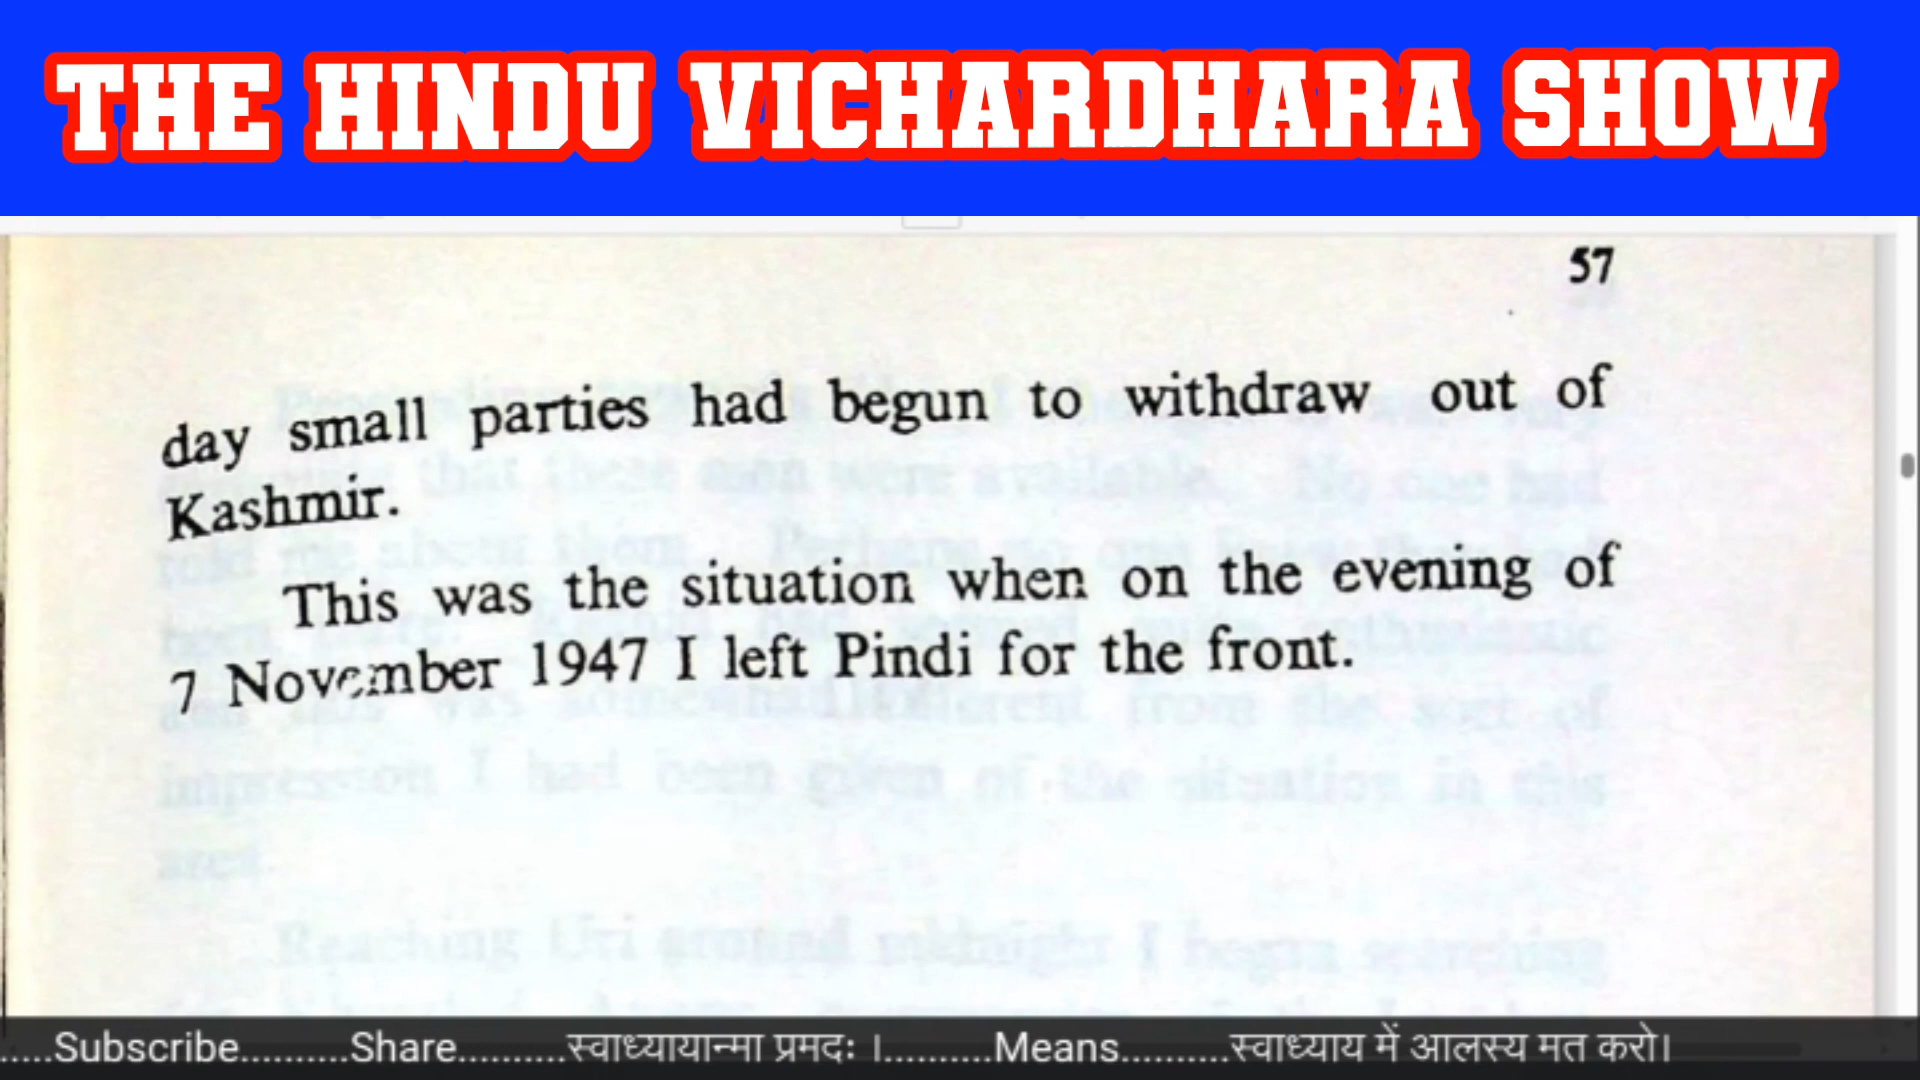 THE HINDU VICHARDHARA SHOW
57
day small parties had begun to withdraw out of
Kashmir.
This was the situation when on the evening of
7 November 1947 I left Pindi for the front.
.....Subscribe..........Share..........स्वाध्यायान्मा प्रमदः ।..........Means..........स्वाध्याय में आलस्य मत करो।